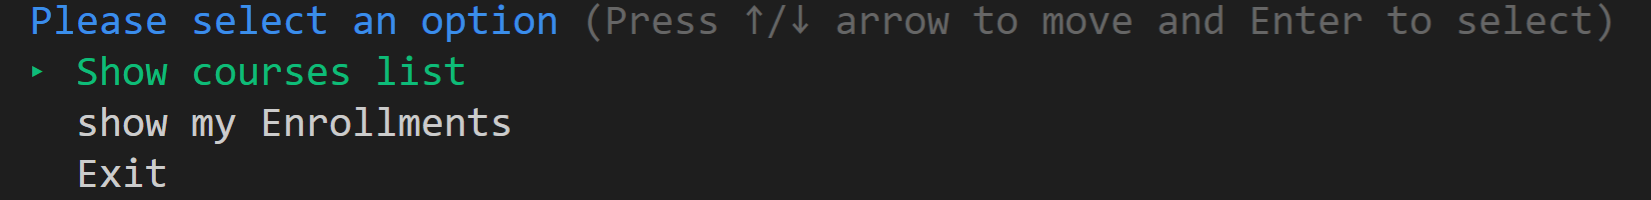 Please select an option (Press ↑/↓ arrow to move and Enter to select)
▸ Show courses list
show my Enrollments
Exit